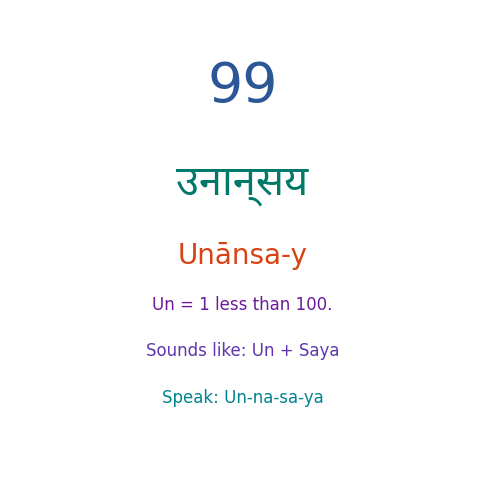 99
उनान्सय
Unānsa-y
Un = 1 less than 100.
Sounds like: Un + Saya
Speak: Un-na-sa-ya